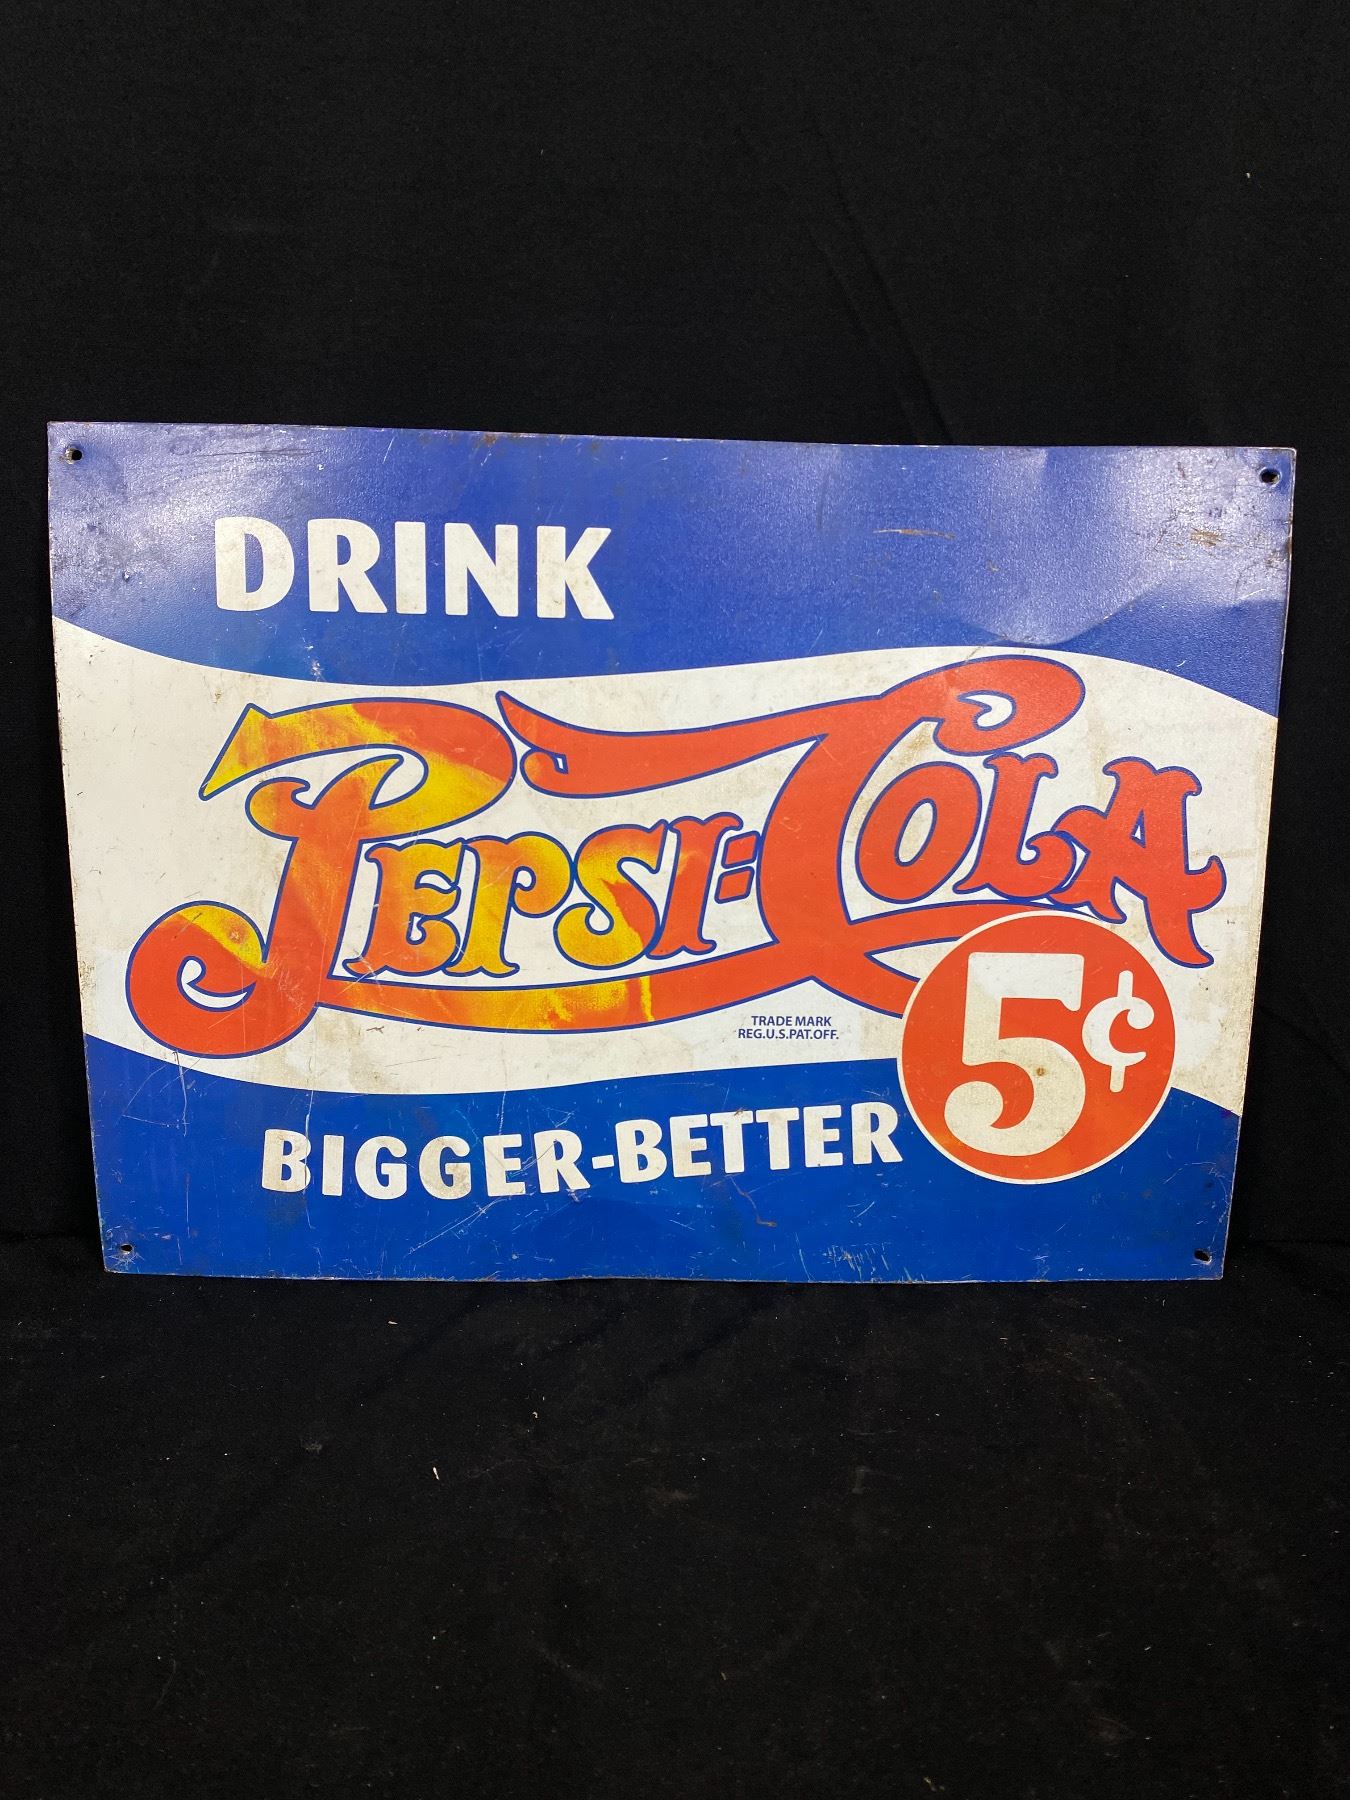 DRINK
PEPSI=COLA
5¢
TRADE MARK
REG.U.S.PAT.OFF.
BIGGER-BETTER